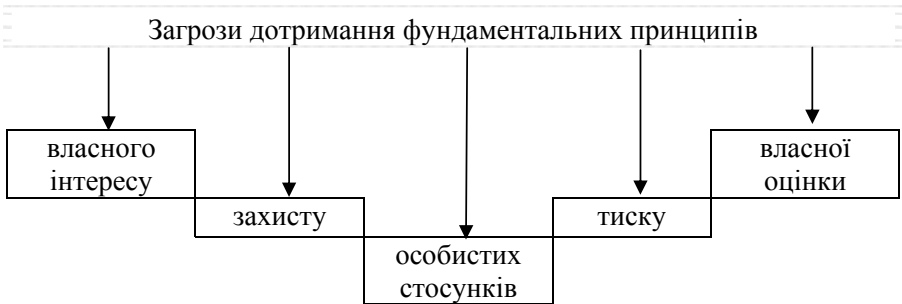 Загрози дотримання фундаментальних принципів
власного
інтересу
захисту
особистих
стосунків
тиску
власної
оцінки